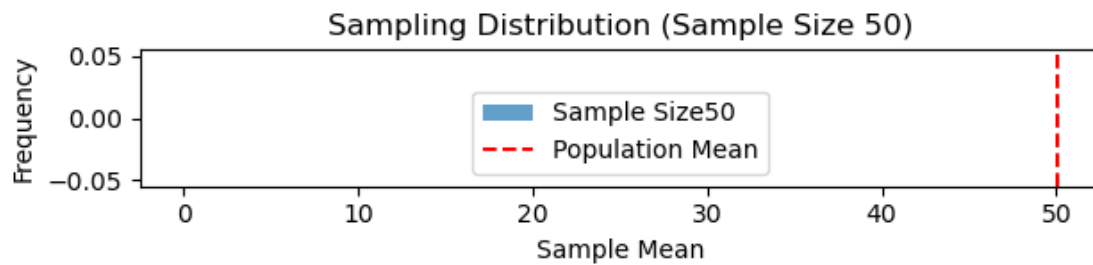 Sampling Distribution (Sample Size 50)
Frequency
0.05
0.00
−0.05
Sample Size50
Population Mean
0 10 20 30 40 50
Sample Mean